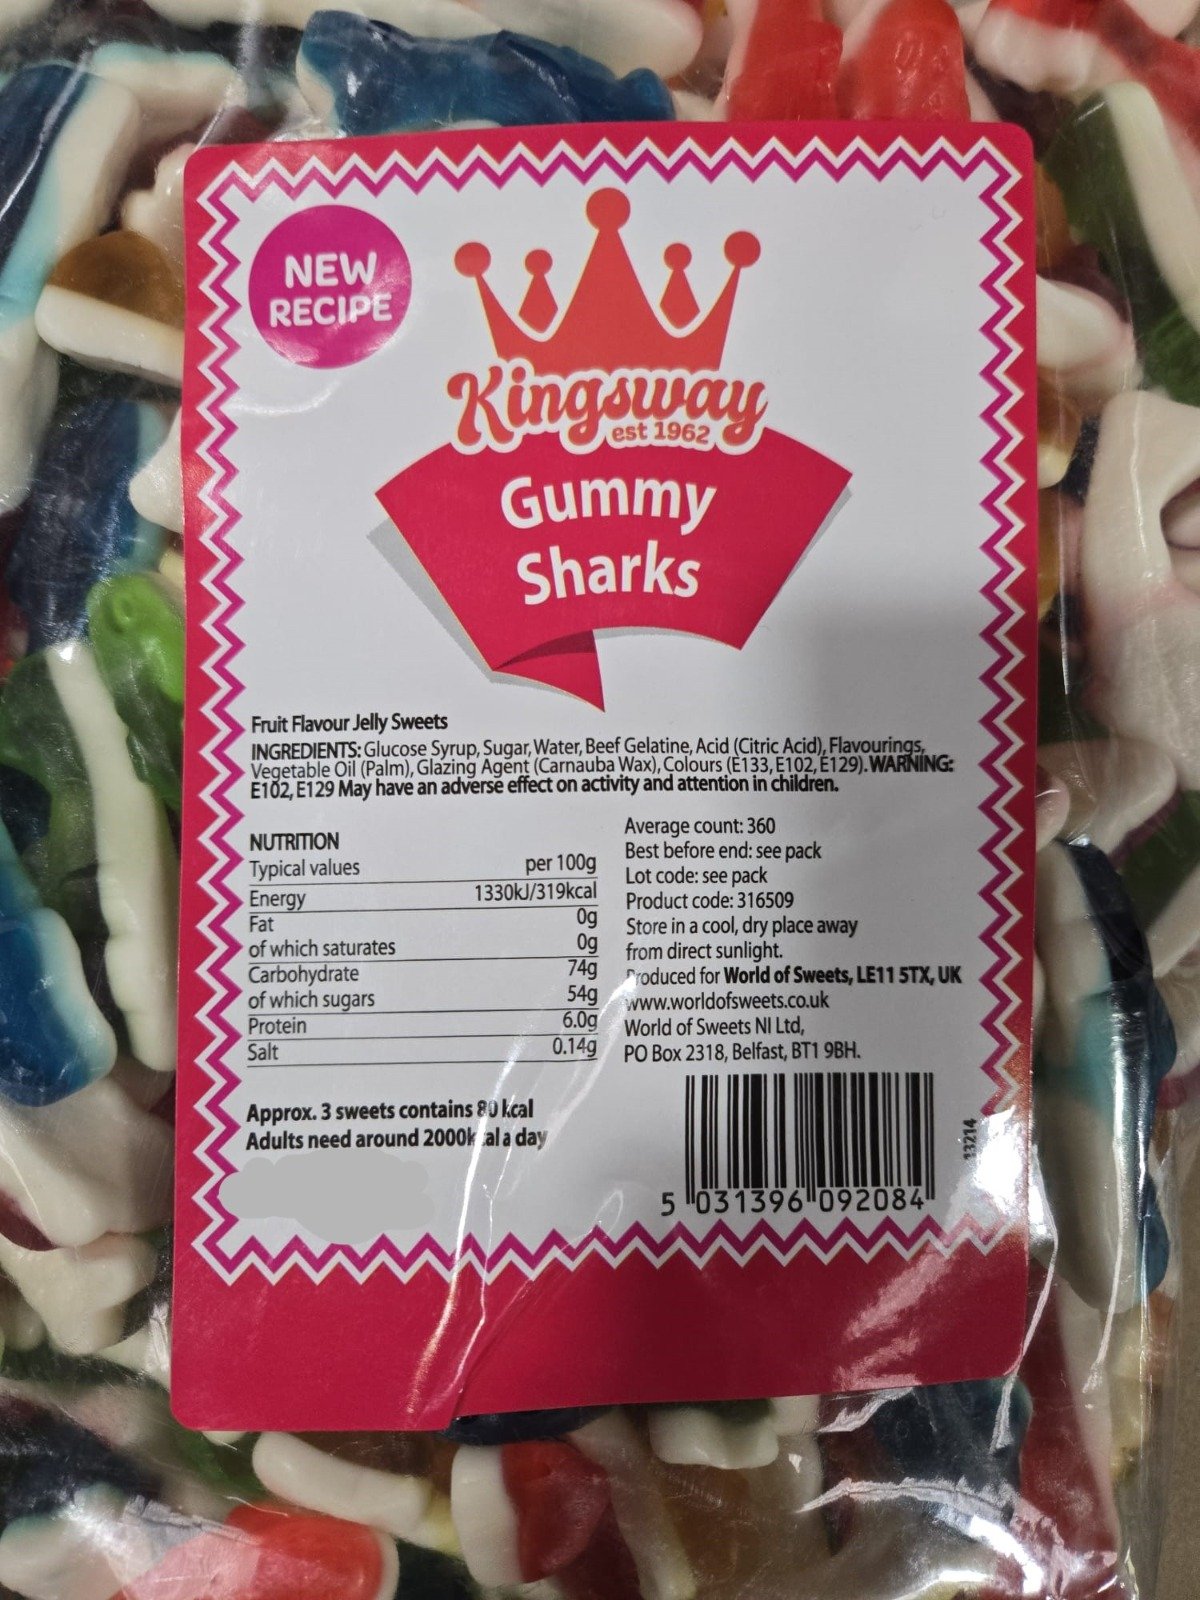 NEW
RECIPE
Kingsway
est 1962
Gummy
Sharks
Fruit Flavour Jelly Sweets
INGREDIENTS: Glucose Syrup, Sugar, Water, Beef Gelatine, Acid (Citric Acid), Flavourings,
Vegetable Oil (Palm), Glazing Agent (Carnauba Wax), Colours (E133, E102, E129). WARNING:
E102, E129 May have an adverse effect on activity and attention in children.
NUTRITION
Typical values per 100g
Energy 1330kJ/319kcal
Fat 0g
of which saturates 0g
Carbohydrate 74g
of which sugars 54g
Protein 6.0g
Salt 0.14g
Approx. 3 sweets contains 80 kcal
Adults need around 2000kcal a day
Average count: 360
Best before end: see pack
Lot code: see pack
Product code: 316509
Store in a cool, dry place away
from direct sunlight.
Produced for World of Sweets, LE11 5TX, UK
www.worldofsweets.co.uk
World of Sweets NI Ltd,
PO Box 2318, Belfast, BT1 9BH.
13214
5 031396 092084